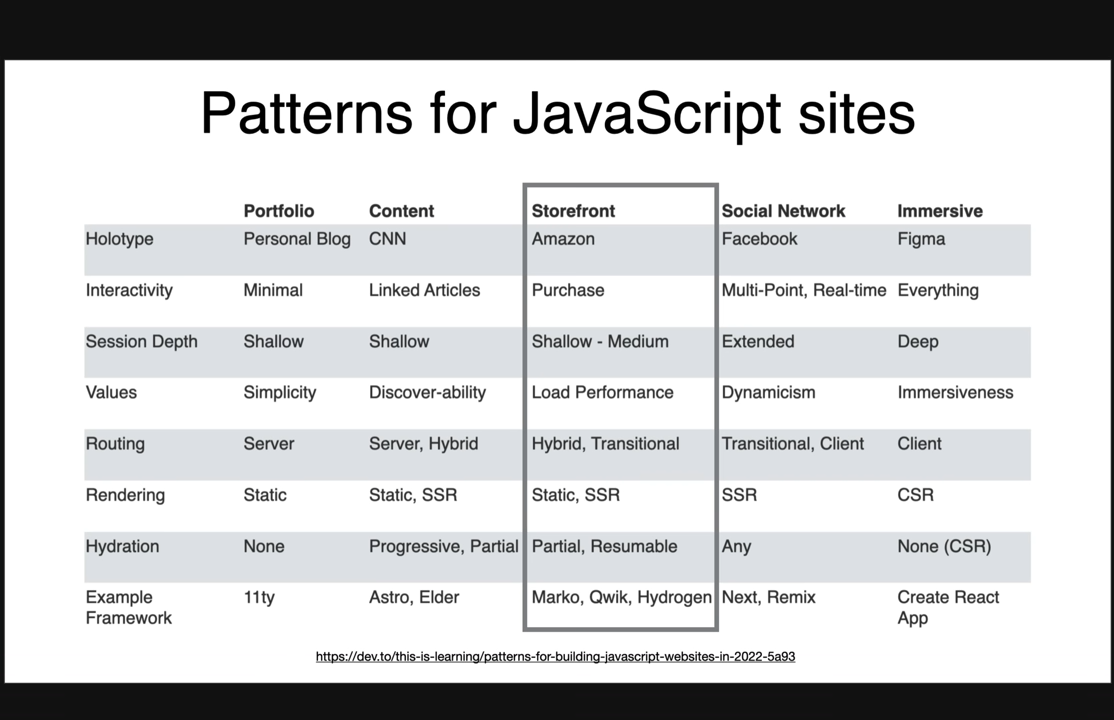 Patterns for JavaScript sites
Portfolio Content Storefront Social Network Immersive
Holotype Personal Blog CNN Amazon Facebook Figma
Interactivity Minimal Linked Articles Purchase Multi-Point, Real-time Everything
Session Depth Shallow Shallow Shallow - Medium Extended Deep
Values Simplicity Discover-ability Load Performance Dynamicism Immersiveness
Routing Server Server, Hybrid Hybrid, Transitional Transitional, Client Client
Rendering Static Static, SSR Static, SSR SSR CSR
Hydration None Progressive, Partial Partial, Resumable Any None (CSR)
Example 11ty Astro, Elder Marko, Qwik, Hydrogen Next, Remix Create React
Framework App
https://dev.to/this-is-learning/patterns-for-building-javascript-websites-in-2022-5a93